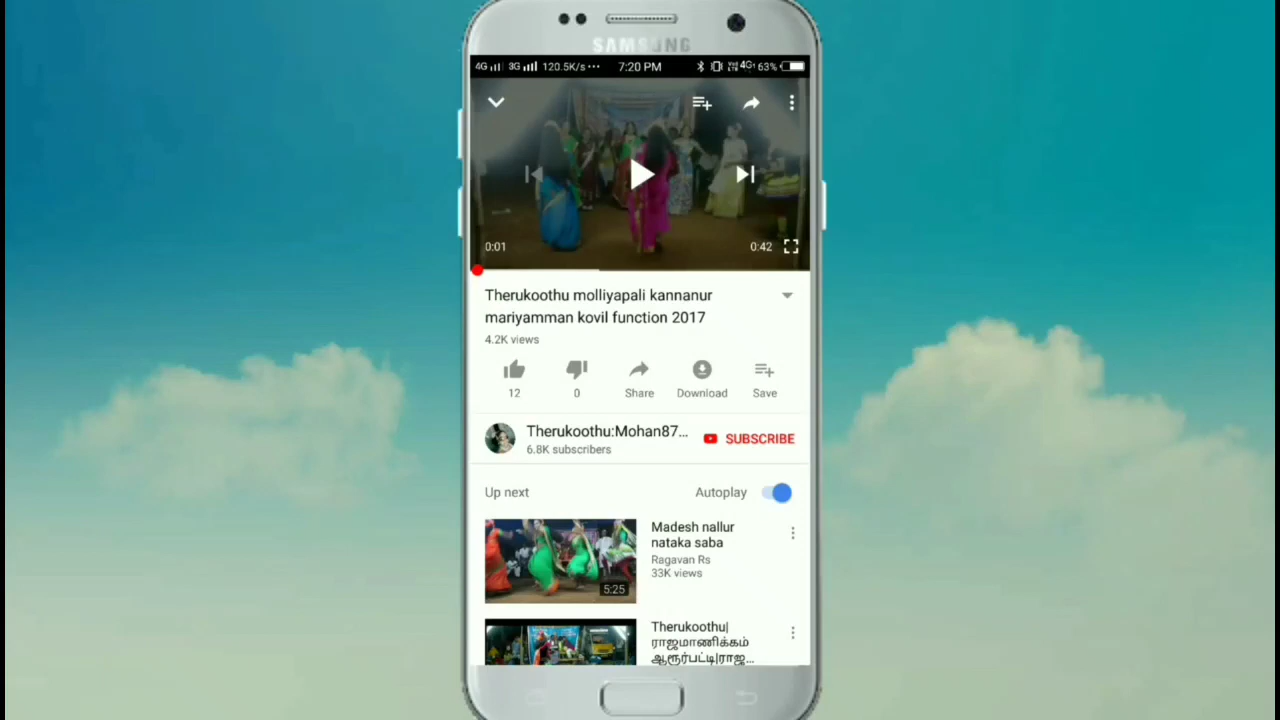 SAMSUNG
4G 3G 120.5K/s... 7:20 PM 4G 63%
0:01 0:42
Therukoothu molliyapali kannanur
mariyamman kovil function 2017
4.2K views
12 0 Share Download Save
Therukoothu:Mohan87...
6.8K subscribers
SUBSCRIBE
Up next Autoplay
Madesh nallur
nataka saba
Ragavan Rs
33K views
5:25
Therukoothu|
ராஜமாணிக்கம்
ஆரூர்பட்டி|ராஜ...